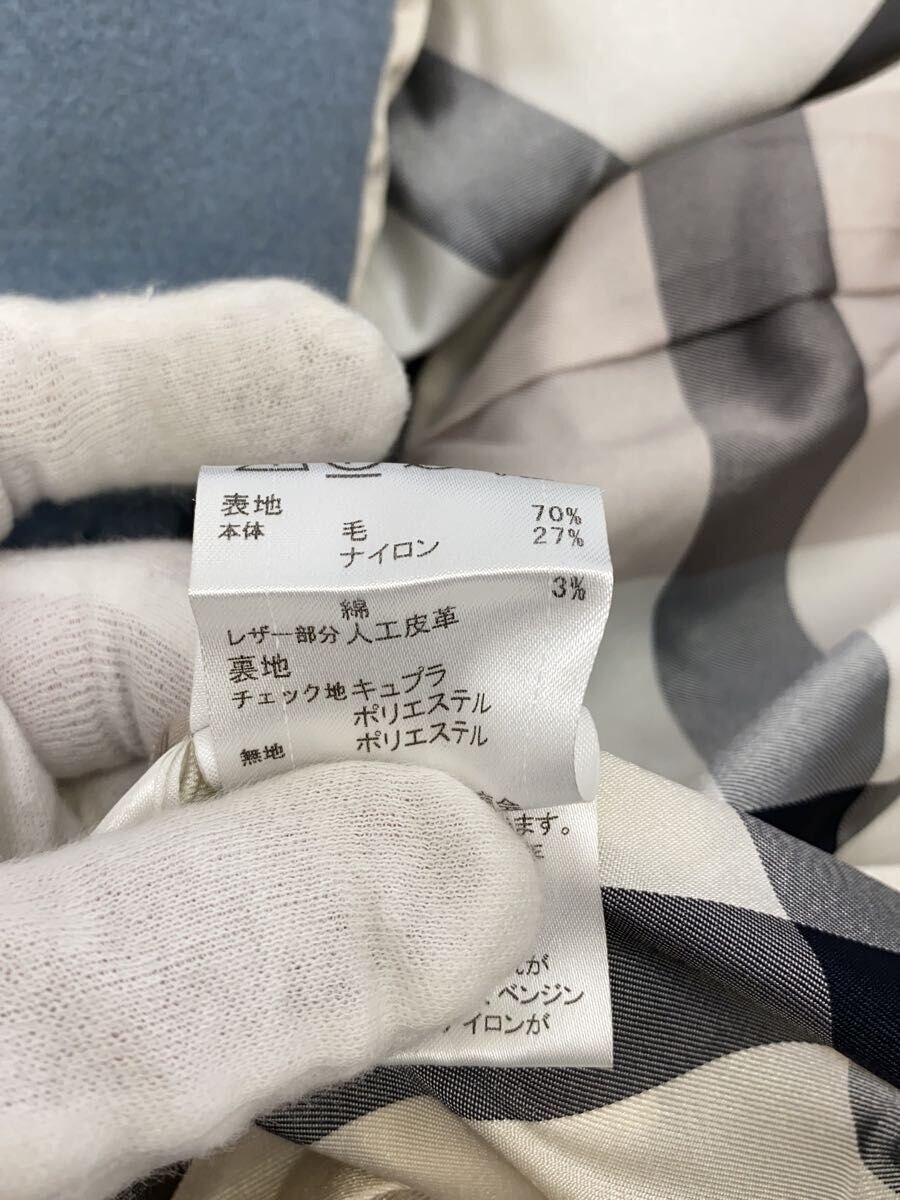 表地 70%
本体 毛 27%
ナイロン
綿 3%
レザー部分 人工皮革
裏地
チェック地 キュプラ
ポリエステル
無地 ポリエステル
ます。
が
ベンジン
イロンが